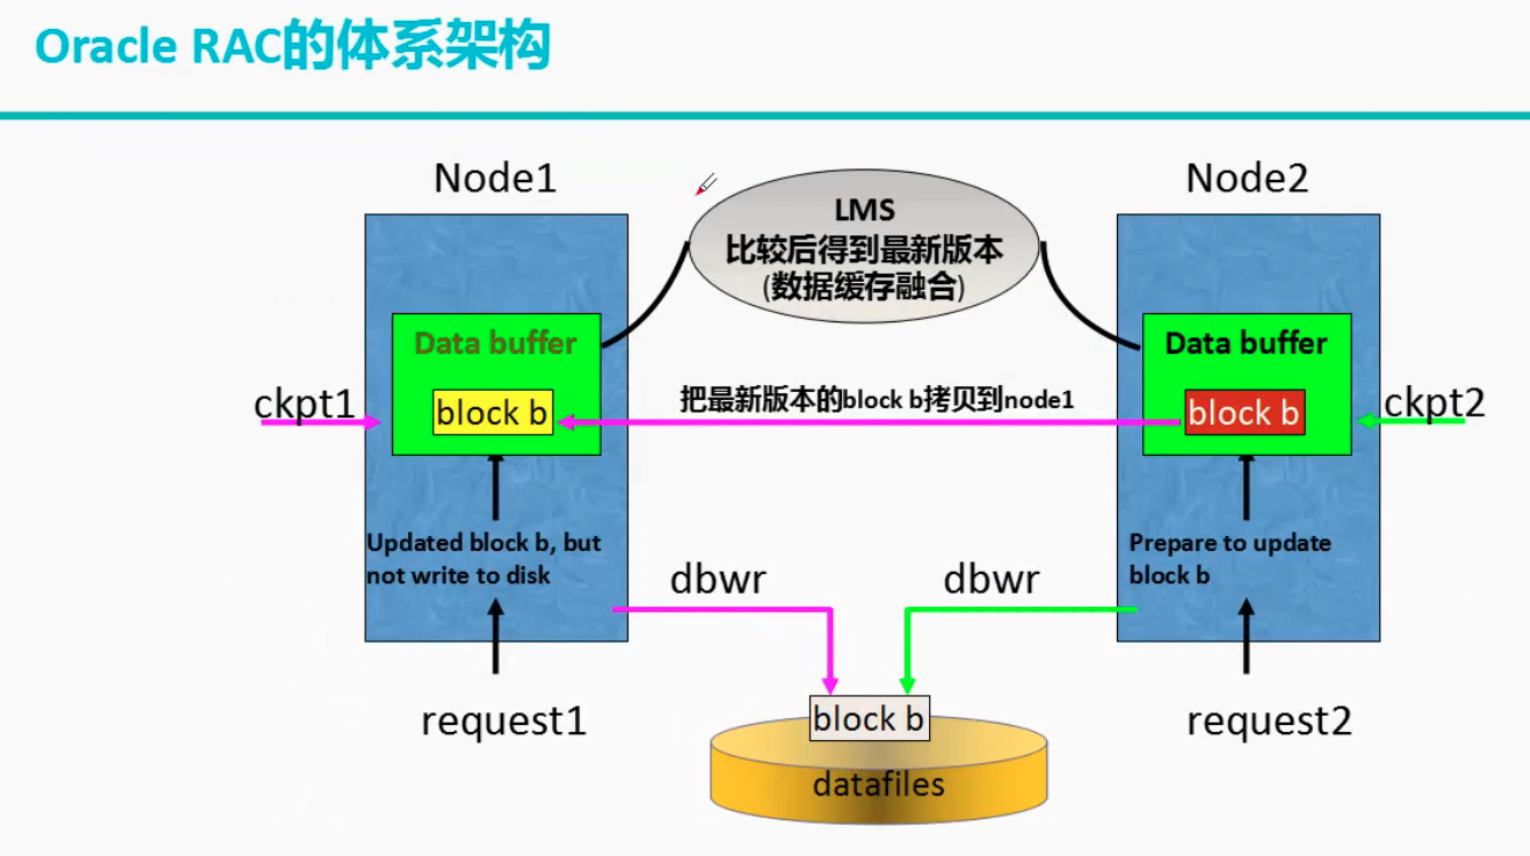 Oracle RAC的体系架构
Node1
Node2
LMS
比较后得到最新版本
(数据缓存融合)
Data buffer
Data buffer
ckpt1
block b
把最新版本的block b拷贝到node1
block b
ckpt2
Updated block b, but
not write to disk
Prepare to update
block b
dbwr
dbwr
request1
block b
request2
datafiles